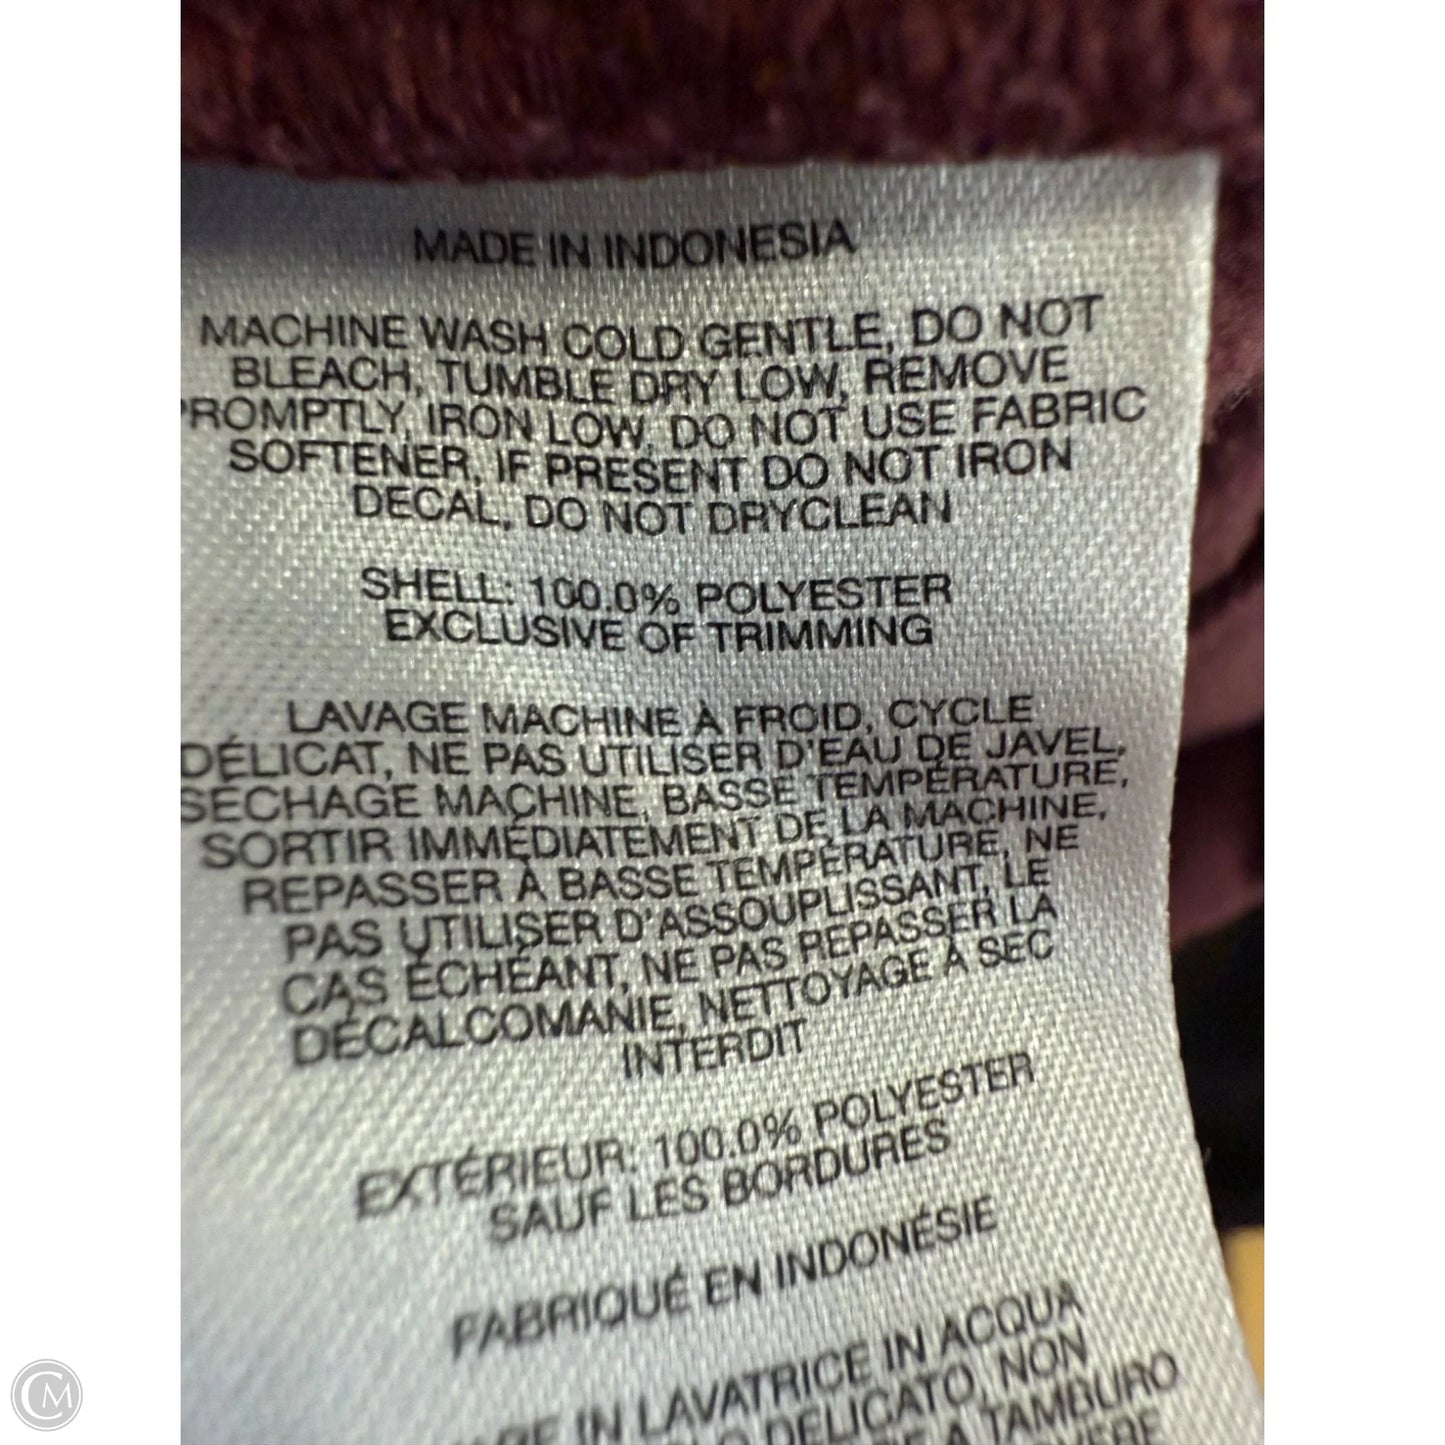 MADE IN INDONESIA
MACHINE WASH COLD GENTLE, DO NOT
BLEACH, TUMBLE DRY LOW, REMOVE
PROMPTLY, IRON LOW, DO NOT USE FABRIC
SOFTENER, IF PRESENT DO NOT IRON
DECAL, DO NOT DRYCLEAN
SHELL: 100.0% POLYESTER
EXCLUSIVE OF TRIMMING
LAVAGE MACHINE À FROID, CYCLE
DÉLICAT, NE PAS UTILISER D'EAU DE JAVEL,
SÉCHAGE MACHINE, BASSE TEMPÉRATURE,
SORTIR IMMÉDIATEMENT DE LA MACHINE,
REPASSER À BASSE TEMPÉRATURE, NE
PAS UTILISER D'ASSOUPLISSANT, LE
CAS ÉCHÉANT, NE PAS REPASSER LA
DÉCALCOMANIE, NETTOYAGE À SEC
INTERDIT
EXTÉRIEUR: 100.0% POLYESTER
SAUF LES BORDURES
FABRIQUÉ EN INDONÉSIE
IN LAVATRICE IN ACQUA
DELICATO, NON
A TAMBURO
CM